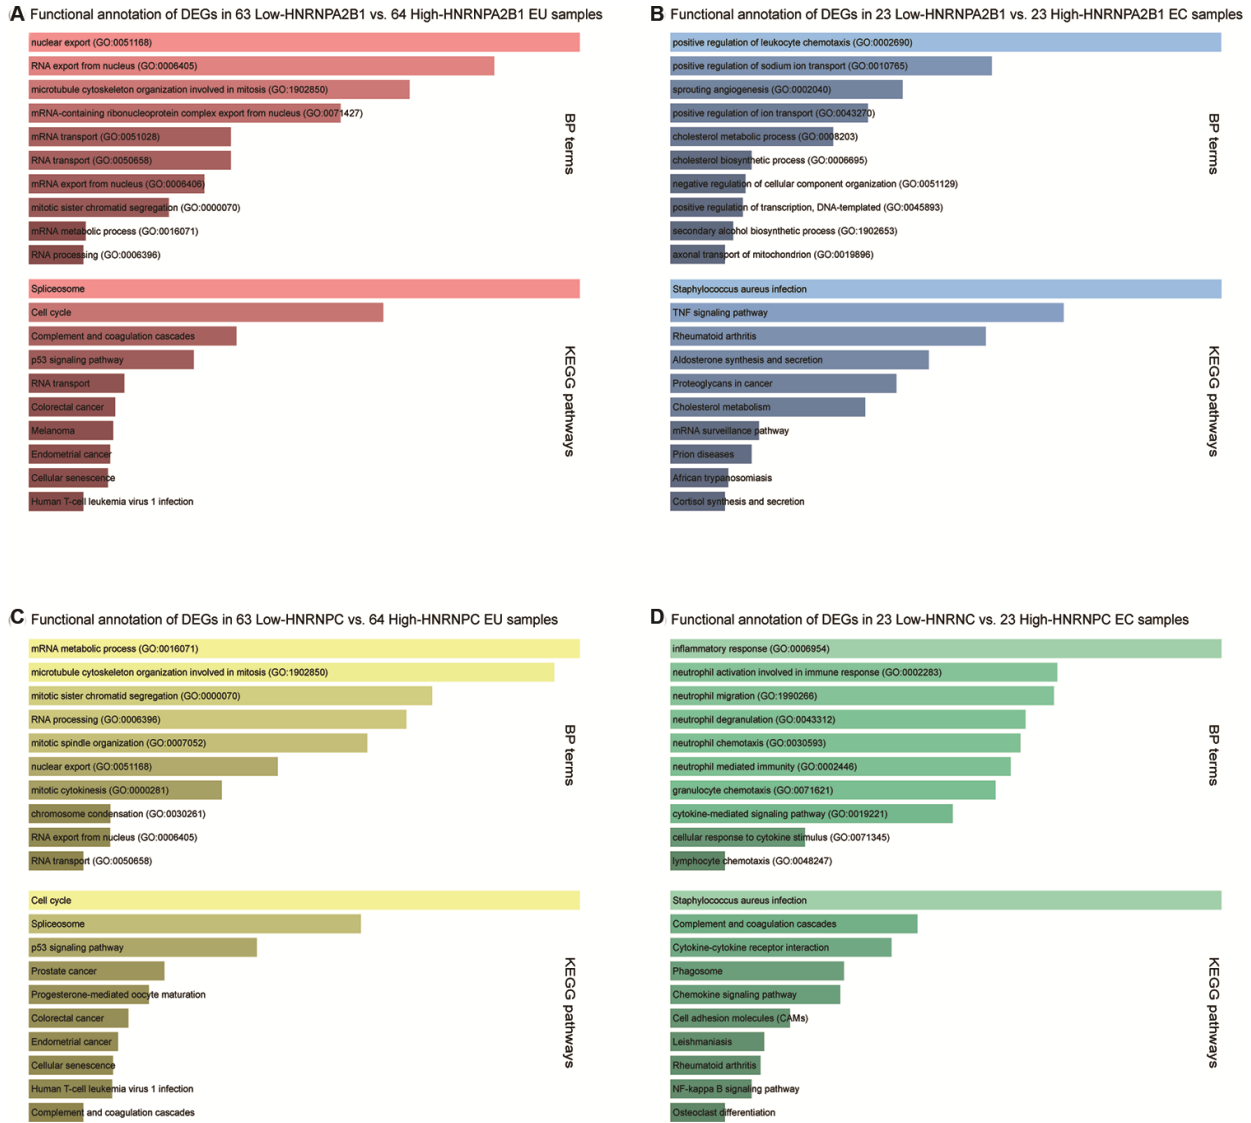 A Functional annotation of DEGs in 63 Low-HNRNPA2B1 vs. 64 High-HNRNPA2B1 EU samples
nuclear export (GO:0051168)
RNA export from nucleus (GO:0006405)
microtubule cytoskeleton organization involved in mitosis (GO:1902850)
mRNA-containing ribonucleoprotein complex export from nucleus (GO:0071427)
mRNA transport (GO:0051028)
RNA transport (GO:0050658)
mRNA export from nucleus (GO:0006406)
mitotic sister chromatid segregation (GO:0000070)
mRNA metabolic process (GO:0016071)
RNA processing (GO:0006396)
BP terms
Spliceosome
Cell cycle
Complement and coagulation cascades
p53 signaling pathway
RNA transport
Colorectal cancer
Melanoma
Endometrial cancer
Cellular senescence
Human T-cell leukemia virus 1 infection
KEGG pathways
B Functional annotation of DEGs in 23 Low-HNRNPA2B1 vs. 23 High-HNRNPA2B1 EC samples
positive regulation of leukocyte chemotaxis (GO:0002690)
positive regulation of sodium ion transport (GO:0010765)
sprouting angiogenesis (GO:0002040)
positive regulation of ion transport (GO:0043270)
cholesterol metabolic process (GO:0008203)
cholesterol biosynthetic process (GO:0006695)
negative regulation of cellular component organization (GO:0051129)
positive regulation of transcription, DNA-templated (GO:0045893)
secondary alcohol biosynthetic process (GO:1902653)
axonal transport of mitochondrion (GO:0019896)
BP terms
Staphylococcus aureus infection
TNF signaling pathway
Rheumatoid arthritis
Aldosterone synthesis and secretion
Proteoglycans in cancer
Cholesterol metabolism
mRNA surveillance pathway
Prion diseases
African trypanosomiasis
Cortisol synthesis and secretion
KEGG pathways
C Functional annotation of DEGs in 63 Low-HNRNPC vs. 64 High-HNRNPC EU samples
mRNA metabolic process (GO:0016071)
microtubule cytoskeleton organization involved in mitosis (GO:1902850)
mitotic sister chromatid segregation (GO:0000070)
RNA processing (GO:0006396)
mitotic spindle organization (GO:0007052)
nuclear export (GO:0051168)
mitotic cytokinesis (GO:0000281)
chromosome condensation (GO:0030261)
RNA export from nucleus (GO:0006405)
RNA transport (GO:0050658)
BP terms
Cell cycle
Spliceosome
p53 signaling pathway
Prostate cancer
Progesterone-mediated oocyte maturation
Colorectal cancer
Endometrial cancer
Cellular senescence
Human T-cell leukemia virus 1 infection
Complement and coagulation cascades
KEGG pathways
D Functional annotation of DEGs in 23 Low-HNRNC vs. 23 High-HNRNPC EC samples
inflammatory response (GO:0006954)
neutrophil activation involved in immune response (GO:0002283)
neutrophil migration (GO:1990266)
neutrophil degranulation (GO:0043312)
neutrophil chemotaxis (GO:0030593)
neutrophil mediated immunity (GO:0002446)
granulocyte chemotaxis (GO:0071621)
cytokine-mediated signaling pathway (GO:0019221)
cellular response to cytokine stimulus (GO:0071345)
lymphocyte chemotaxis (GO:0048247)
BP terms
Staphylococcus aureus infection
Complement and coagulation cascades
Cytokine-cytokine receptor interaction
Phagosome
Chemokine signaling pathway
Cell adhesion molecules (CAMs)
Leishmaniasis
Rheumatoid arthritis
NF-kappa B signaling pathway
Osteoclast differentiation
KEGG pathways